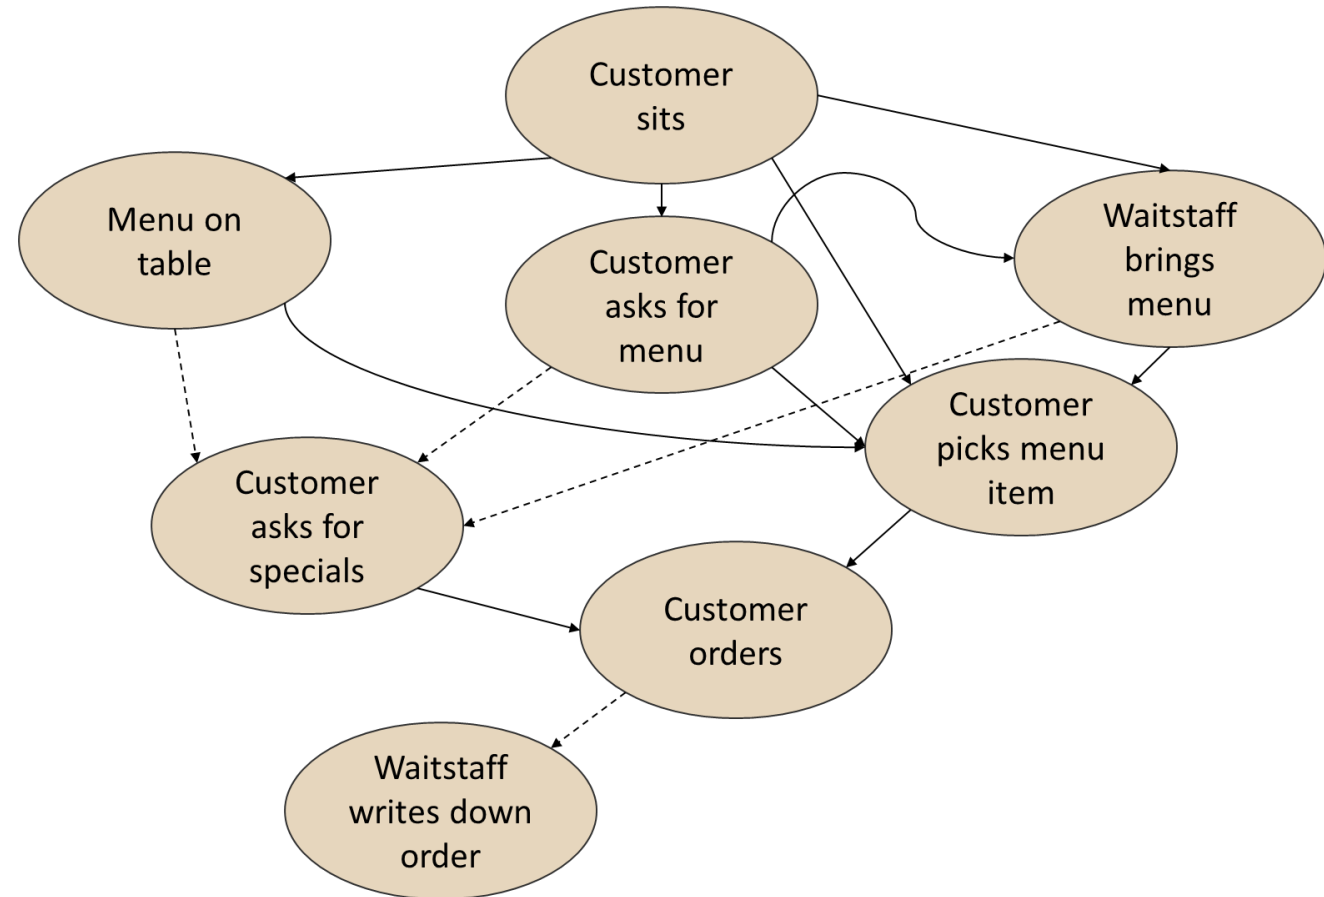 Customer
sits
Menu on
table
Customer
asks for
menu
Waitstaff
brings
menu
Customer
picks menu
item
Customer
asks for
specials
Customer
orders
Waitstaff
writes down
order